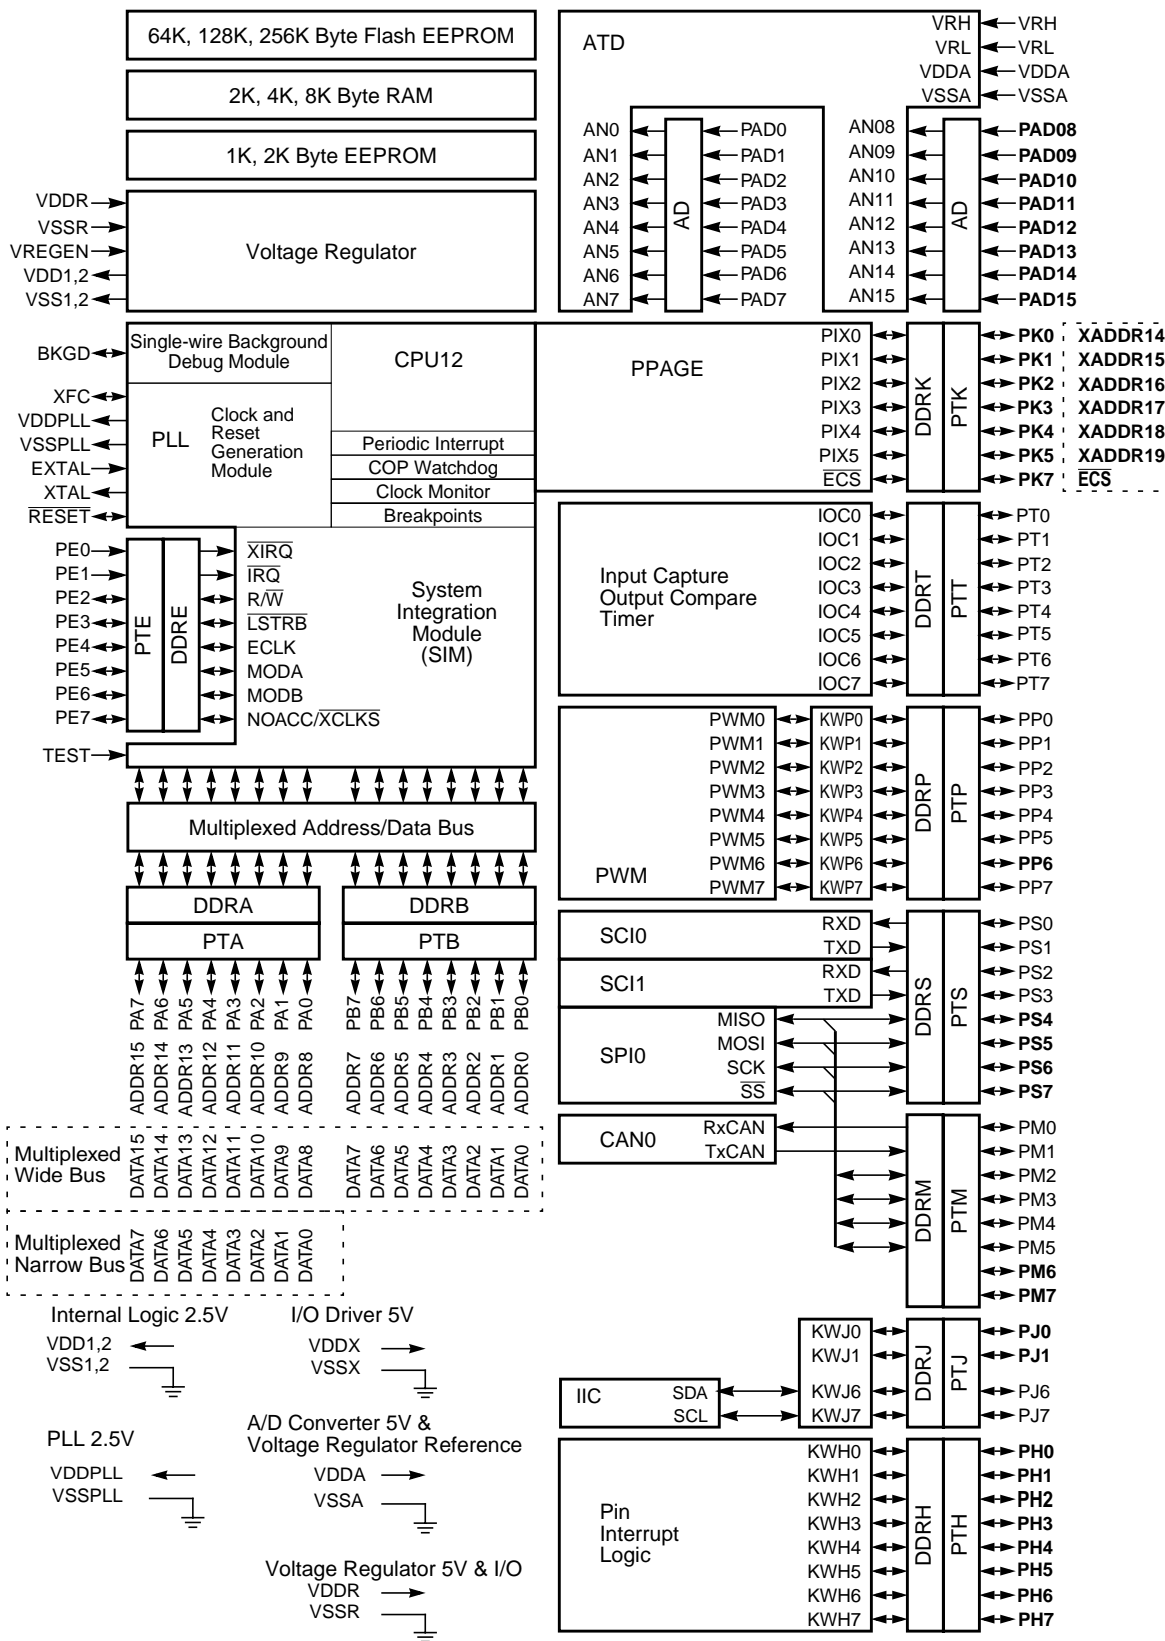 64K, 128K, 256K Byte Flash EEPROM
2K, 4K, 8K Byte RAM
1K, 2K Byte EEPROM
VDDR
VSSR
VREGEN
VDD1,2
VSS1,2
Voltage Regulator
BKGD
XFC
VDDPLL
VSSPLL
EXTAL
XTAL
RESET
Single-wire Background
Debug Module
CPU12
PLL
Clock and
Reset
Generation
Module
Periodic Interrupt
COP Watchdog
Clock Monitor
Breakpoints
PE0
PE1
PE2
PE3
PE4
PE5
PE6
PE7
TEST
PTE
DDRE
XIRQ
IRQ
R/W
LSTRB
ECLK
MODA
MODB
NOACC/XCLKS
System
Integration
Module
(SIM)
Multiplexed Address/Data Bus
DDRA
DDRB
PTA
PTB
PA7 PA6 PA5 PA4 PA3 PA2 PA1 PA0
PB7 PB6 PB5 PB4 PB3 PB2 PB1 PB0
ADDR15 ADDR14 ADDR13 ADDR12 ADDR11 ADDR10 ADDR9 ADDR8
ADDR7 ADDR6 ADDR5 ADDR4 ADDR3 ADDR2 ADDR1 ADDR0
Multiplexed
Wide Bus
DATA15 DATA14 DATA13 DATA12 DATA11 DATA10 DATA9 DATA8
DATA7 DATA6 DATA5 DATA4 DATA3 DATA2 DATA1 DATA0
Multiplexed
Narrow Bus
DATA7 DATA6 DATA5 DATA4 DATA3 DATA2 DATA1 DATA0
Internal Logic 2.5V
VDD1,2
VSS1,2
I/O Driver 5V
VDDX
VSSX
PLL 2.5V
VDDPLL
VSSPLL
A/D Converter 5V &
Voltage Regulator Reference
VDDA
VSSA
Voltage Regulator 5V & I/O
VDDR
VSSR
ATD
VRH VRH
VRL VRL
VDDA VDDA
VSSA VSSA
AN0 PAD0
AN1 PAD1
AN2 PAD2
AN3 PAD3
AN4 PAD4
AN5 PAD5
AN6 PAD6
AN7 PAD7
AD
AN08 PAD08
AN09 PAD09
AN10 PAD10
AN11 PAD11
AN12 PAD12
AN13 PAD13
AN14 PAD14
AN15 PAD15
AD
PPAGE
PIX0 PK0 XADDR14
PIX1 PK1 XADDR15
PIX2 PK2 XADDR16
PIX3 PK3 XADDR17
PIX4 PK4 XADDR18
PIX5 PK5 XADDR19
ECS PK7 ECS
DDRK
PTK
Input Capture
Output Compare
Timer
IOC0 PT0
IOC1 PT1
IOC2 PT2
IOC3 PT3
IOC4 PT4
IOC5 PT5
IOC6 PT6
IOC7 PT7
DDRT
PTT
PWM
PWM0 KWP0 PP0
PWM1 KWP1 PP1
PWM2 KWP2 PP2
PWM3 KWP3 PP3
PWM4 KWP4 PP4
PWM5 KWP5 PP5
PWM6 KWP6 PP6
PWM7 KWP7 PP7
DDRP
PTP
SCI0
RXD PS0
TXD PS1
SCI1
RXD PS2
TXD PS3
SPI0
MISO PS4
MOSI PS5
SCK PS6
SS PS7
DDRS
PTS
CAN0
RxCAN PM0
TxCAN PM1
PM2
PM3
PM4
PM5
PM6
PM7
DDRM
PTM
KWJ0 PJ0
KWJ1 PJ1
IIC
SDA KWJ6 PJ6
SCL KWJ7 PJ7
DDRJ
PTJ
Pin
Interrupt
Logic
KWH0 PH0
KWH1 PH1
KWH2 PH2
KWH3 PH3
KWH4 PH4
KWH5 PH5
KWH6 PH6
KWH7 PH7
DDRH
PTH